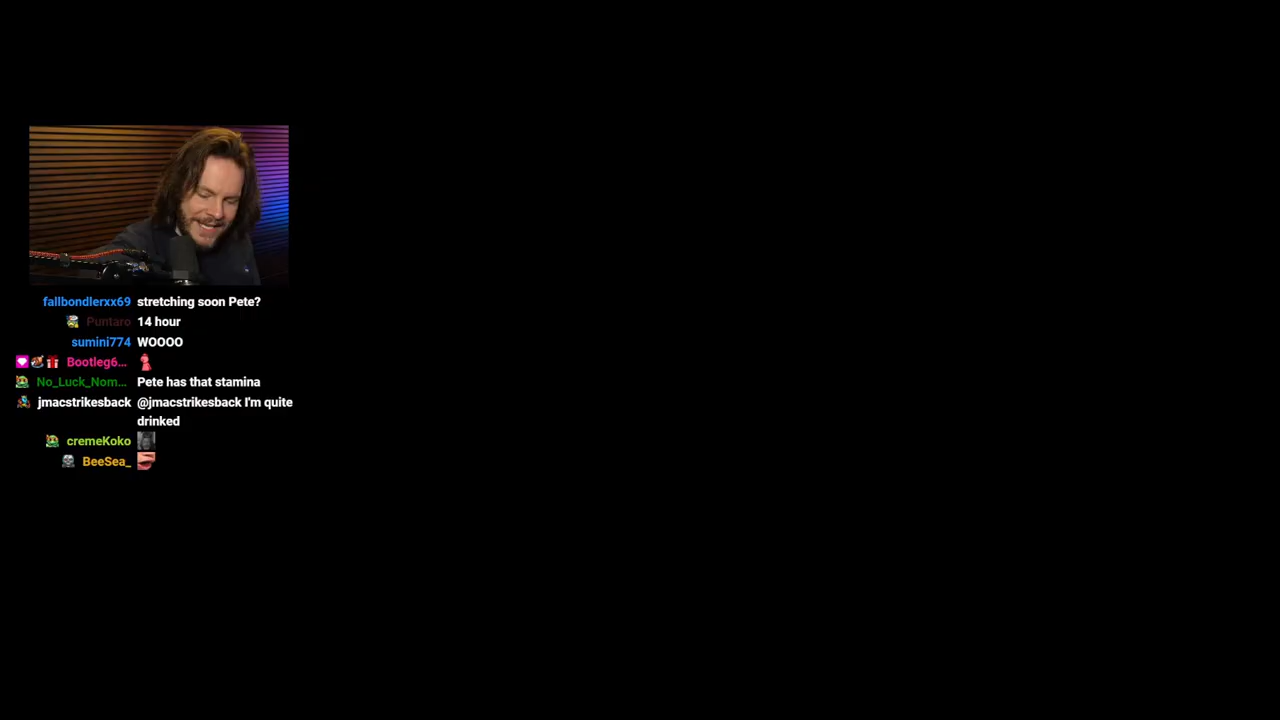 fallbondlerxx69 stretching soon Pete?
Puntaro 14 hour
sumini774 WOOOO
Bootleg6...
No_Luck_Nom... Pete has that stamina
jmacstrikesback @jmacstrikesback I'm quite
drinked
cremeKoko
BeeSea_